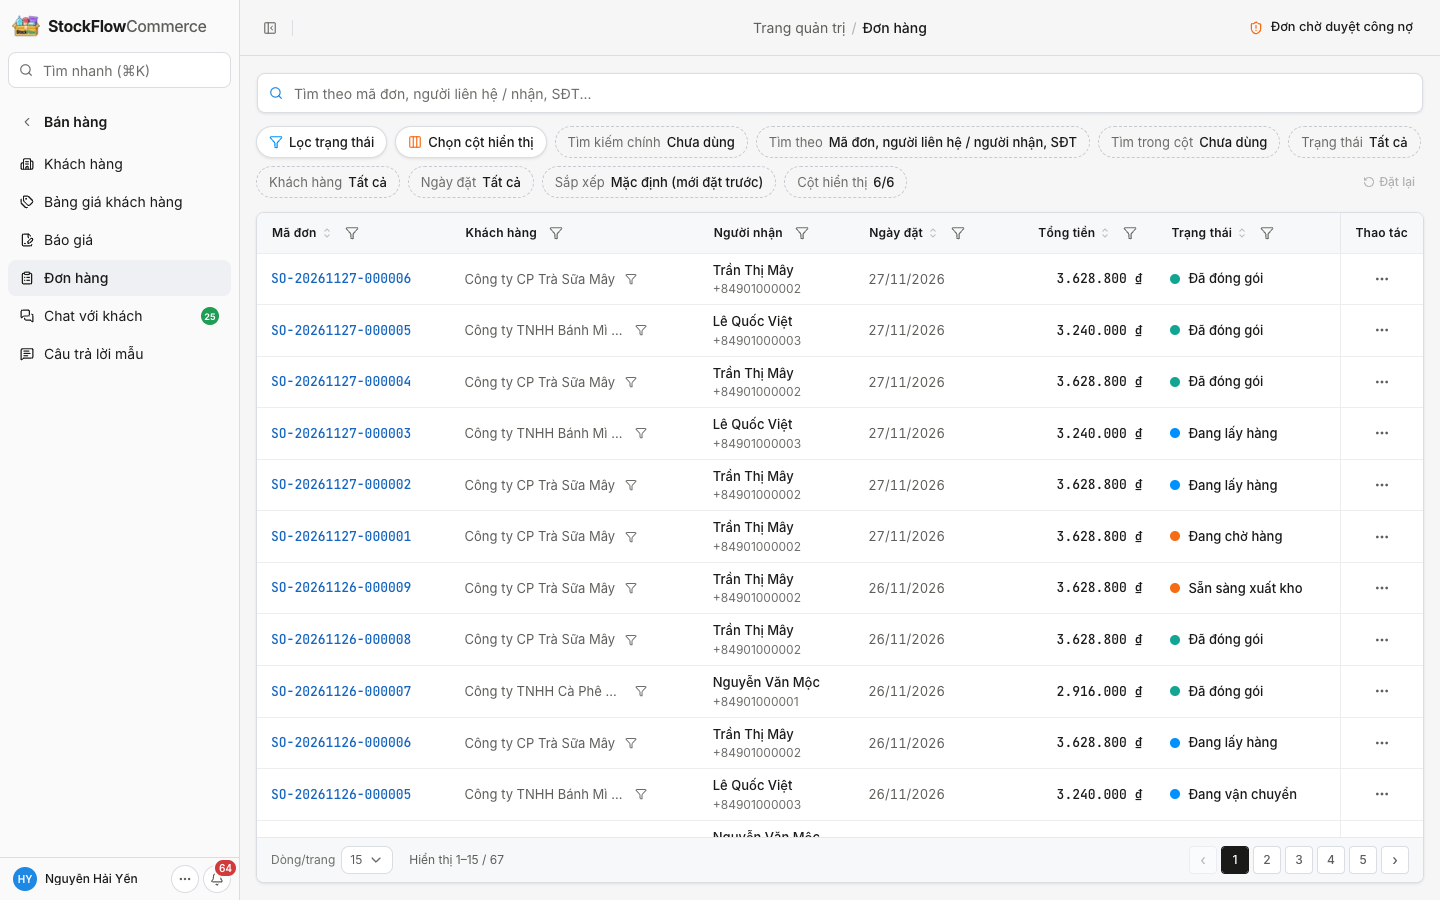 StockFlowCommerce
Tìm nhanh (⌘K)
Bán hàng
Khách hàng
Bảng giá khách hàng
Báo giá
Đơn hàng
Chat với khách 25
Câu trả lời mẫu
HY Nguyên Hải Yên 64
Trang quản trị / Đơn hàng
Đơn chờ duyệt công nợ
Tìm theo mã đơn, người liên hệ / nhận, SĐT...
Lọc trạng thái Chọn cột hiển thị Tìm kiếm chính Chưa dùng Tìm theo Mã đơn, người liên hệ / người nhận, SĐT Tìm trong cột Chưa dùng Trạng thái Tất cả
Khách hàng Tất cả Ngày đặt Tất cả Sắp xếp Mặc định (mới đặt trước) Cột hiển thị 6/6 Đặt lại
Mã đơn Khách hàng Người nhận Ngày đặt Tổng tiền Trạng thái Thao tác
SO-20261127-000006 Công ty CP Trà Sữa Mây Trần Thị Mây 27/11/2026 3.628.800 ₫ Đã đóng gói
+84901000002
SO-20261127-000005 Công ty TNHH Bánh Mì ... Lê Quốc Việt 27/11/2026 3.240.000 ₫ Đã đóng gói
+84901000003
SO-20261127-000004 Công ty CP Trà Sữa Mây Trần Thị Mây 27/11/2026 3.628.800 ₫ Đã đóng gói
+84901000002
SO-20261127-000003 Công ty TNHH Bánh Mì ... Lê Quốc Việt 27/11/2026 3.240.000 ₫ Đang lấy hàng
+84901000003
SO-20261127-000002 Công ty CP Trà Sữa Mây Trần Thị Mây 27/11/2026 3.628.800 ₫ Đang lấy hàng
+84901000002
SO-20261127-000001 Công ty CP Trà Sữa Mây Trần Thị Mây 27/11/2026 3.628.800 ₫ Đang chờ hàng
+84901000002
SO-20261126-000009 Công ty CP Trà Sữa Mây Trần Thị Mây 26/11/2026 3.628.800 ₫ Sẵn sàng xuất kho
+84901000002
SO-20261126-000008 Công ty CP Trà Sữa Mây Trần Thị Mây 26/11/2026 3.628.800 ₫ Đã đóng gói
+84901000002
SO-20261126-000007 Công ty TNHH Cà Phê ... Nguyễn Văn Mộc 26/11/2026 2.916.000 ₫ Đã đóng gói
+84901000001
SO-20261126-000006 Công ty CP Trà Sữa Mây Trần Thị Mây 26/11/2026 3.628.800 ₫ Đang lấy hàng
+84901000002
SO-20261126-000005 Công ty TNHH Bánh Mì ... Lê Quốc Việt 26/11/2026 3.240.000 ₫ Đang vận chuyển
+84901000003
Nguyễn Văn Mộc
Dòng/trang 15 Hiển thị 1–15 / 67 ‹ 1 2 3 4 5 ›